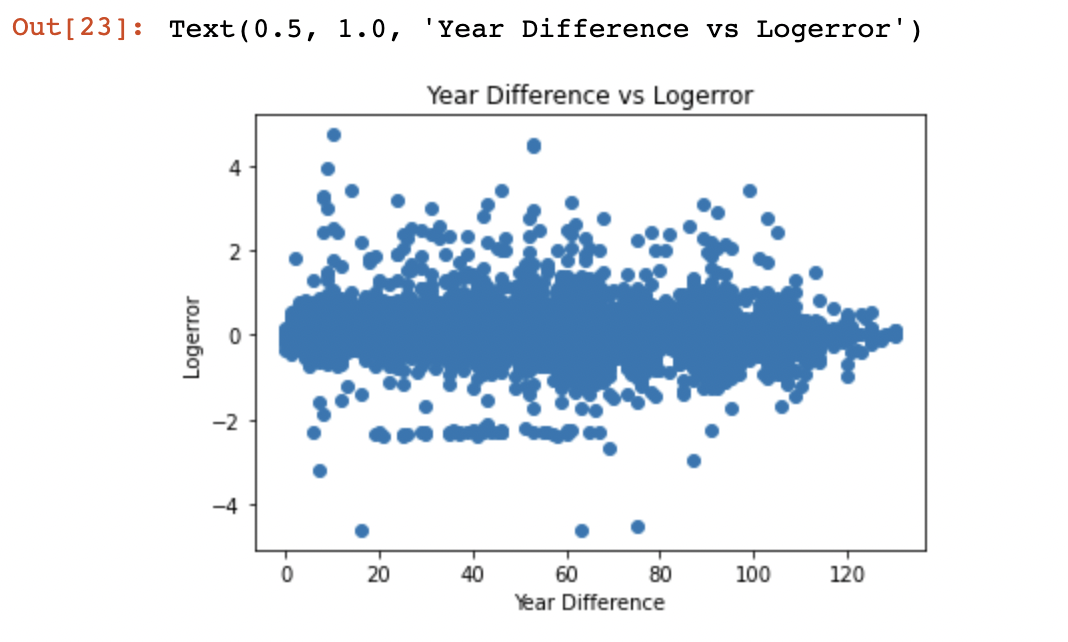 Out[23]: Text(0.5, 1.0, 'Year Difference vs Logerror')
Year Difference vs Logerror
4
2
0
−2
−4
Logerror
0 20 40 60 80 100 120
Year Difference